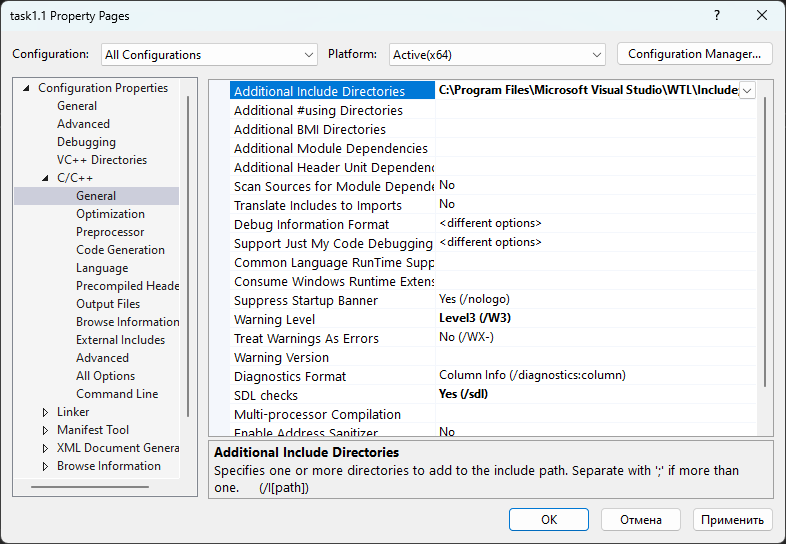 task1.1 Property Pages
Configuration: All Configurations Platform: Active(x64) Configuration Manager...
Configuration Properties
General
Advanced
Debugging
VC++ Directories
C/C++
General
Optimization
Preprocessor
Code Generation
Language
Precompiled Heade
Output Files
Browse Information
External Includes
Advanced
All Options
Command Line
Linker
Manifest Tool
XML Document Genera
Browse Information
Additional Include Directories C:\Program Files\Microsoft Visual Studio\WTL\Include;
Additional #using Directories
Additional BMI Directories
Additional Module Dependencies
Additional Header Unit Dependenc
Scan Sources for Module Depende No
Translate Includes to Imports No
Debug Information Format <different options>
Support Just My Code Debugging <different options>
Common Language RunTime Supp
Consume Windows Runtime Extens
Suppress Startup Banner Yes (/nologo)
Warning Level Level3 (/W3)
Treat Warnings As Errors No (/WX-)
Warning Version
Diagnostics Format Column Info (/diagnostics:column)
SDL checks Yes (/sdl)
Multi-processor Compilation
Enable Address Sanitizer No
Additional Include Directories
Specifies one or more directories to add to the include path. Separate with ';' if more than
one. (/I[path])
OK Отмена Применить